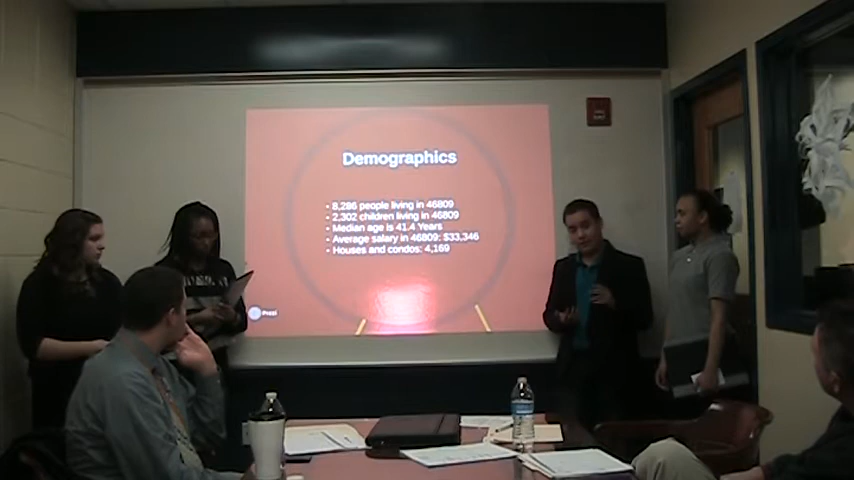 Demographics
• 8,286 people living in 46809
• 2,302 children living in 46809
• Median age is 41.4 Years
• Average salary in 46809: $33,346
• Houses and condos: 4,169
Prezi